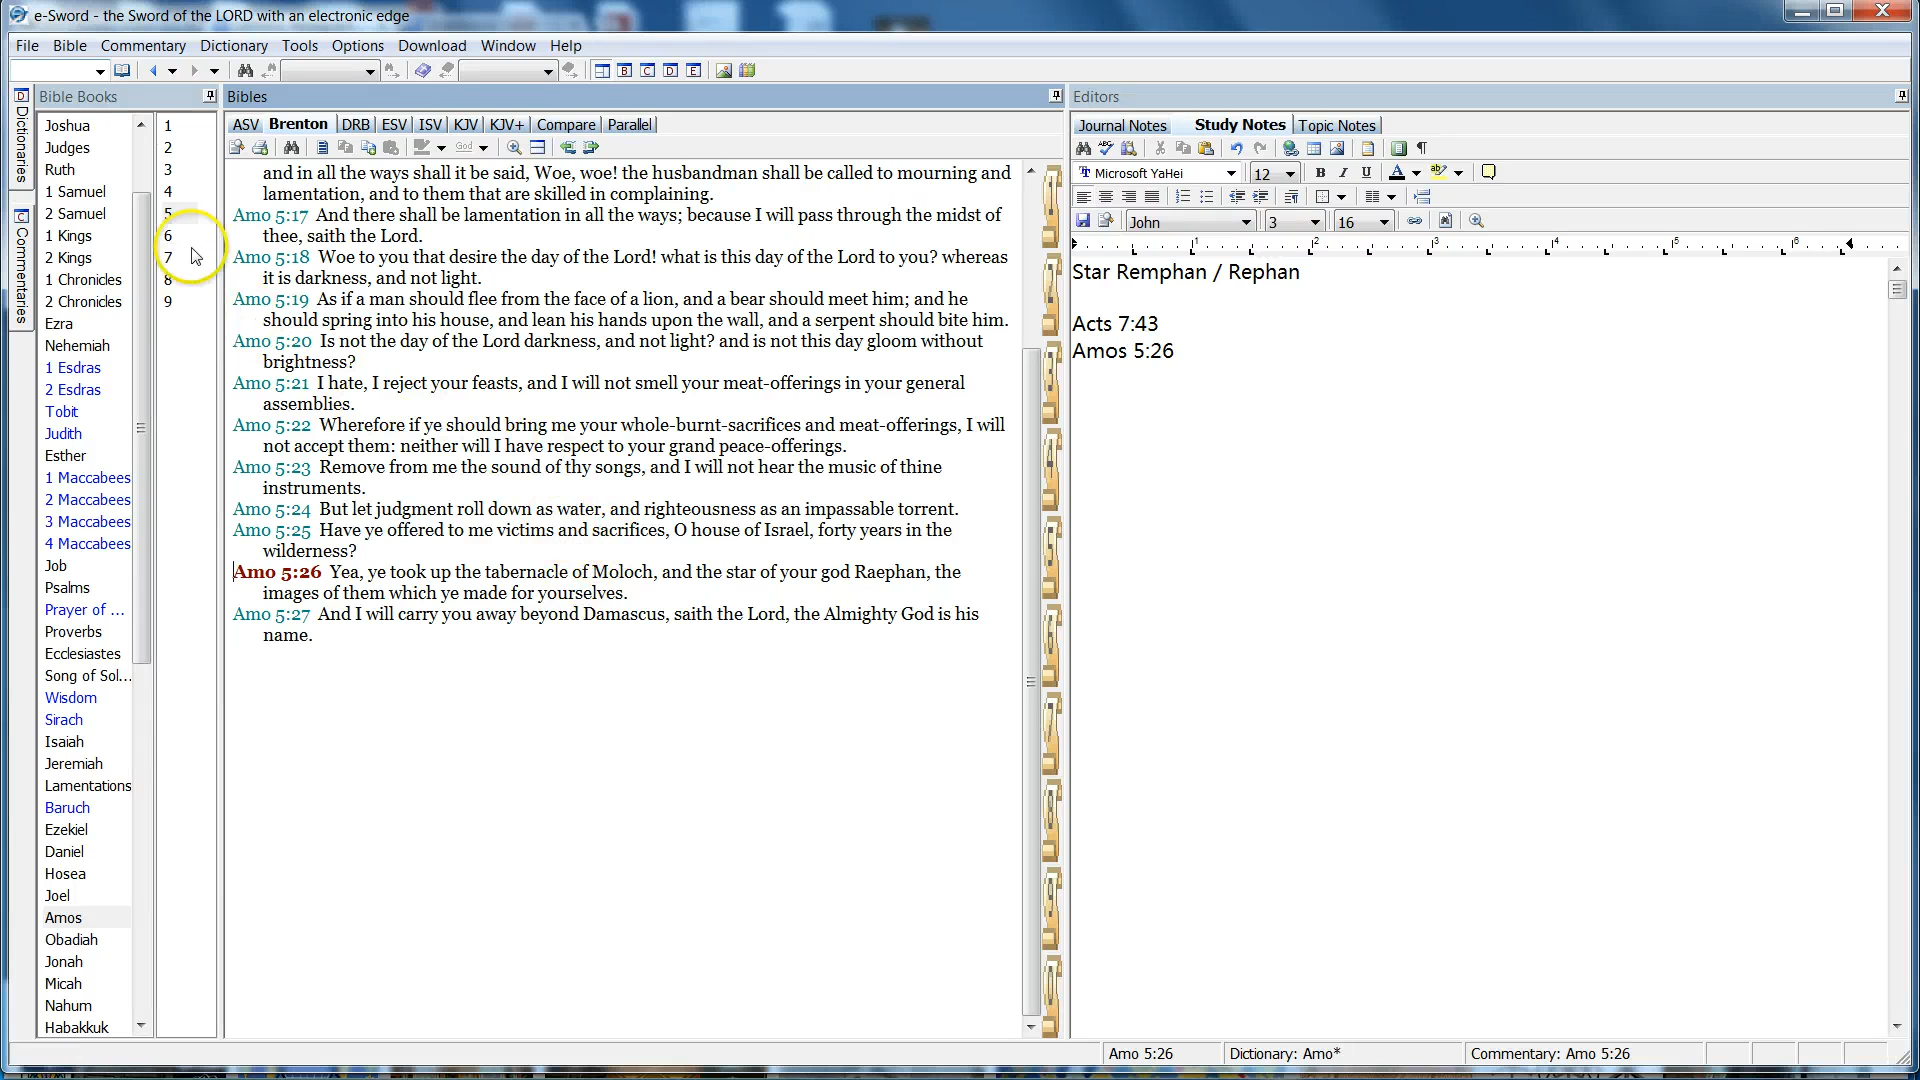 e-Sword - the Sword of the LORD with an electronic edge
File Bible Commentary Dictionary Tools Options Download Window Help
B C D E
D Dictionaries
C Commentaries
Bible Books
Joshua
Judges
Ruth
1 Samuel
2 Samuel
1 Kings
2 Kings
1 Chronicles
2 Chronicles
Ezra
Nehemiah
1 Esdras
2 Esdras
Tobit
Judith
Esther
1 Maccabees
2 Maccabees
3 Maccabees
4 Maccabees
Job
Psalms
Prayer of ...
Proverbs
Ecclesiastes
Song of Sol...
Wisdom
Sirach
Isaiah
Jeremiah
Lamentations
Baruch
Ezekiel
Daniel
Hosea
Joel
Amos
Obadiah
Jonah
Micah
Nahum
Habakkuk
1
2
3
4
5
6
7
8
9
Bibles
ASV Brenton DRB ESV ISV KJV KJV+ Compare Parallel
God
and in all the ways shall it be said, Woe, woe! the husbandman shall be called to mourning and
lamentation, and to them that are skilled in complaining.
Amo 5:17 And there shall be lamentation in all the ways; because I will pass through the midst of
thee, saith the Lord.
Amo 5:18 Woe to you that desire the day of the Lord! what is this day of the Lord to you? whereas
it is darkness, and not light.
Amo 5:19 As if a man should flee from the face of a lion, and a bear should meet him; and he
should spring into his house, and lean his hands upon the wall, and a serpent should bite him.
Amo 5:20 Is not the day of the Lord darkness, and not light? and is not this day gloom without
brightness?
Amo 5:21 I hate, I reject your feasts, and I will not smell your meat-offerings in your general
assemblies.
Amo 5:22 Wherefore if ye should bring me your whole-burnt-sacrifices and meat-offerings, I will
not accept them: neither will I have respect to your grand peace-offerings.
Amo 5:23 Remove from me the sound of thy songs, and I will not hear the music of thine
instruments.
Amo 5:24 But let judgment roll down as water, and righteousness as an impassable torrent.
Amo 5:25 Have ye offered to me victims and sacrifices, O house of Israel, forty years in the
wilderness?
Amo 5:26 Yea, ye took up the tabernacle of Moloch, and the star of your god Raephan, the
images of them which ye made for yourselves.
Amo 5:27 And I will carry you away beyond Damascus, saith the Lord, the Almighty God is his
name.
Editors
Journal Notes Study Notes Topic Notes
Microsoft YaHei 12 B I U A
John 3 16
1 2 3 4 5 6
Star Remphan / Rephan
Acts 7:43
Amos 5:26
Amo 5:26 Dictionary: Amo* Commentary: Amo 5:26